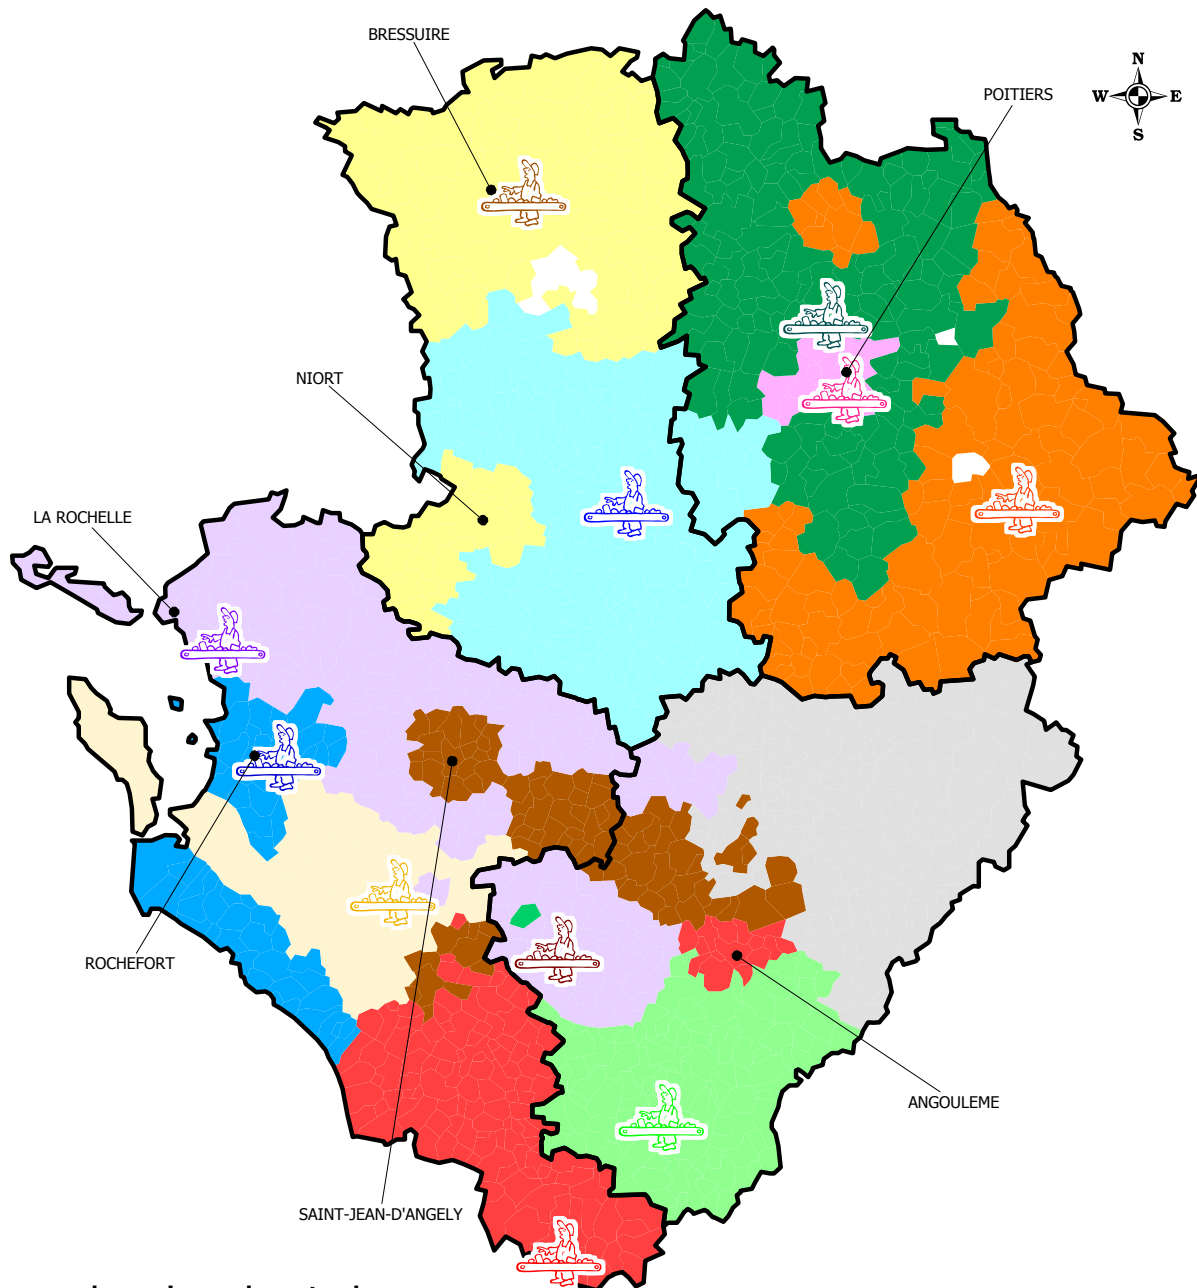 BRESSUIRE
N
POITIERS
W
E
S
NIORT
LA ROCHELLE
ROCHEFORT
ANGOULEME
SAINT-JEAN-D'ANGELY